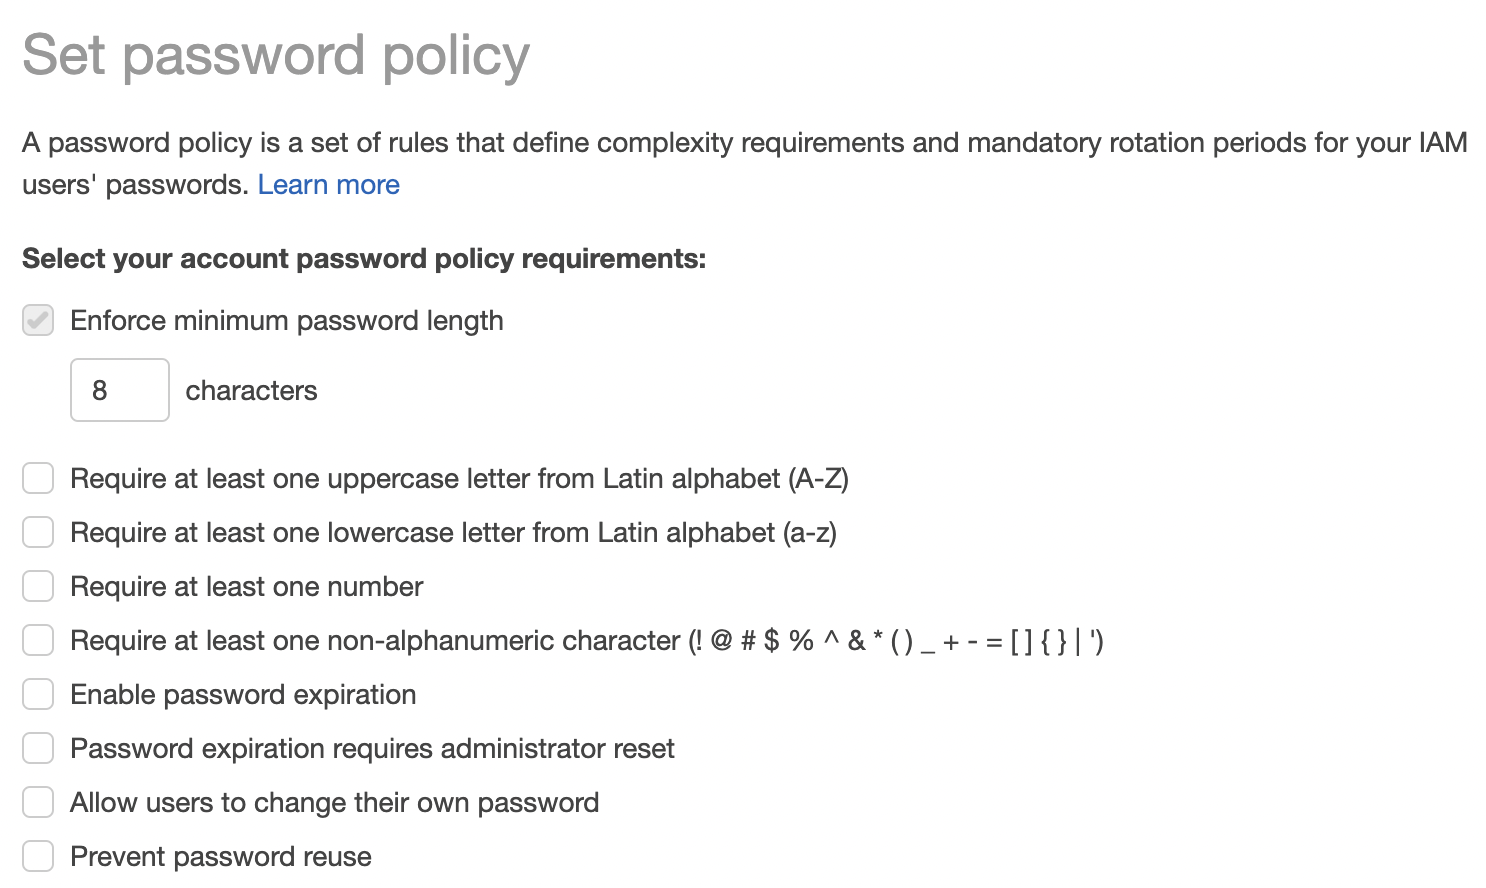 Set password policy
A password policy is a set of rules that define complexity requirements and mandatory rotation periods for your IAM
users' passwords. Learn more
Select your account password policy requirements:
Enforce minimum password length
8 characters
Require at least one uppercase letter from Latin alphabet (A-Z)
Require at least one lowercase letter from Latin alphabet (a-z)
Require at least one number
Require at least one non-alphanumeric character (! @ # $ % ^ & * ( ) _ + - = [ ] { } | ')
Enable password expiration
Password expiration requires administrator reset
Allow users to change their own password
Prevent password reuse